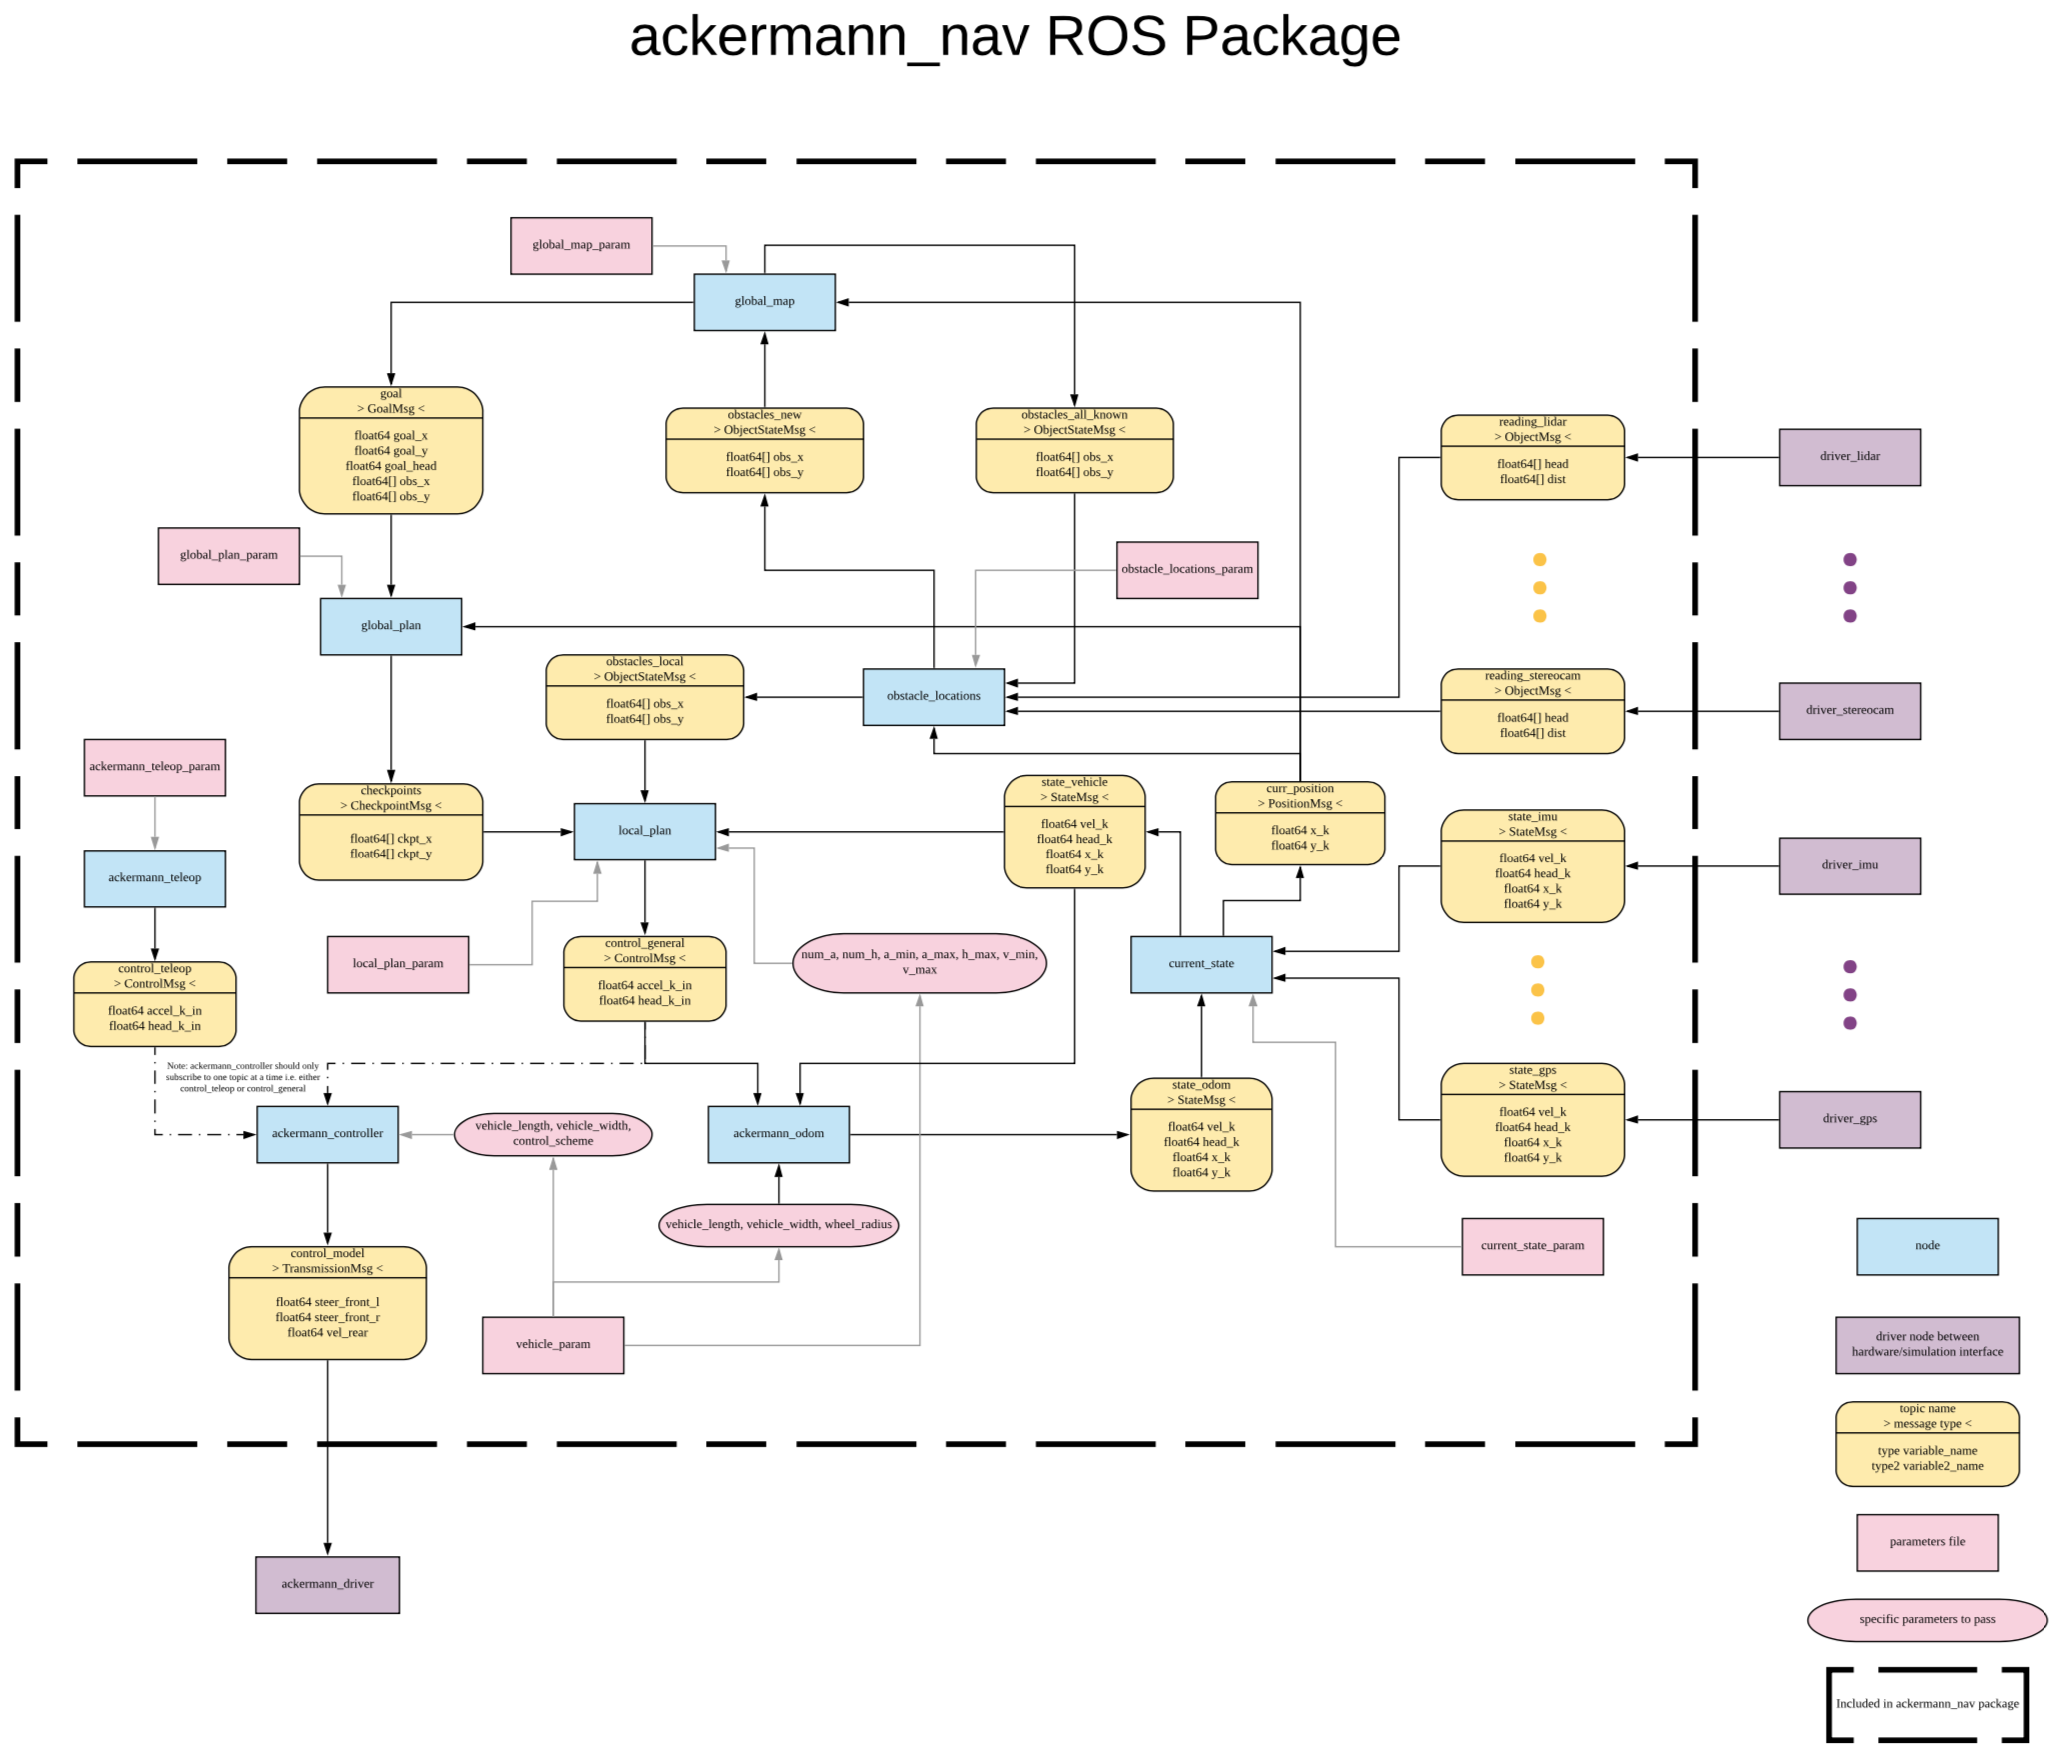 ackermann_nav ROS Package
global_map_param
global_map
goal
> GoalMsg <
float64 goal_x
float64 goal_y
float64 goal_head
float64[] obs_x
float64[] obs_y
obstacles_new
> ObjectStateMsg <
float64[] obs_x
float64[] obs_y
obstacles_all_known
> ObjectStateMsg <
float64[] obs_x
float64[] obs_y
reading_lidar
> ObjectMsg <
float64[] head
float64[] dist
driver_lidar
global_plan_param
obstacle_locations_param
global_plan
obstacles_local
> ObjectStateMsg <
float64[] obs_x
float64[] obs_y
obstacle_locations
reading_stereocam
> ObjectMsg <
float64[] head
float64[] dist
driver_stereocam
ackermann_teleop_param
checkpoints
> CheckpointMsg <
float64[] ckpt_x
float64[] ckpt_y
local_plan
state_vehicle
> StateMsg <
float64 vel_k
float64 head_k
float64 x_k
float64 y_k
curr_position
> PositionMsg <
float64 x_k
float64 y_k
state_imu
> StateMsg <
float64 vel_k
float64 head_k
float64 x_k
float64 y_k
driver_imu
ackermann_teleop
control_teleop
> ControlMsg <
float64 accel_k_in
float64 head_k_in
local_plan_param
control_general
> ControlMsg <
float64 accel_k_in
float64 head_k_in
num_a, num_h, a_min, a_max, h_max, v_min,
v_max
current_state
Note: ackermann_controller should only
subscribe to one topic at a time i.e. either
control_teleop or control_general
ackermann_controller
vehicle_length, vehicle_width,
control_scheme
ackermann_odom
state_odom
> StateMsg <
float64 vel_k
float64 head_k
float64 x_k
float64 y_k
state_gps
> StateMsg <
float64 vel_k
float64 head_k
float64 x_k
float64 y_k
driver_gps
vehicle_length, vehicle_width, wheel_radius
current_state_param
control_model
> TransmissionMsg <
float64 steer_front_l
float64 steer_front_r
float64 vel_rear
vehicle_param
ackermann_driver
node
driver node between
hardware/simulation interface
topic name
> message type <
type variable_name
type2 variable2_name
parameters file
specific parameters to pass
Included in ackermann_nav package